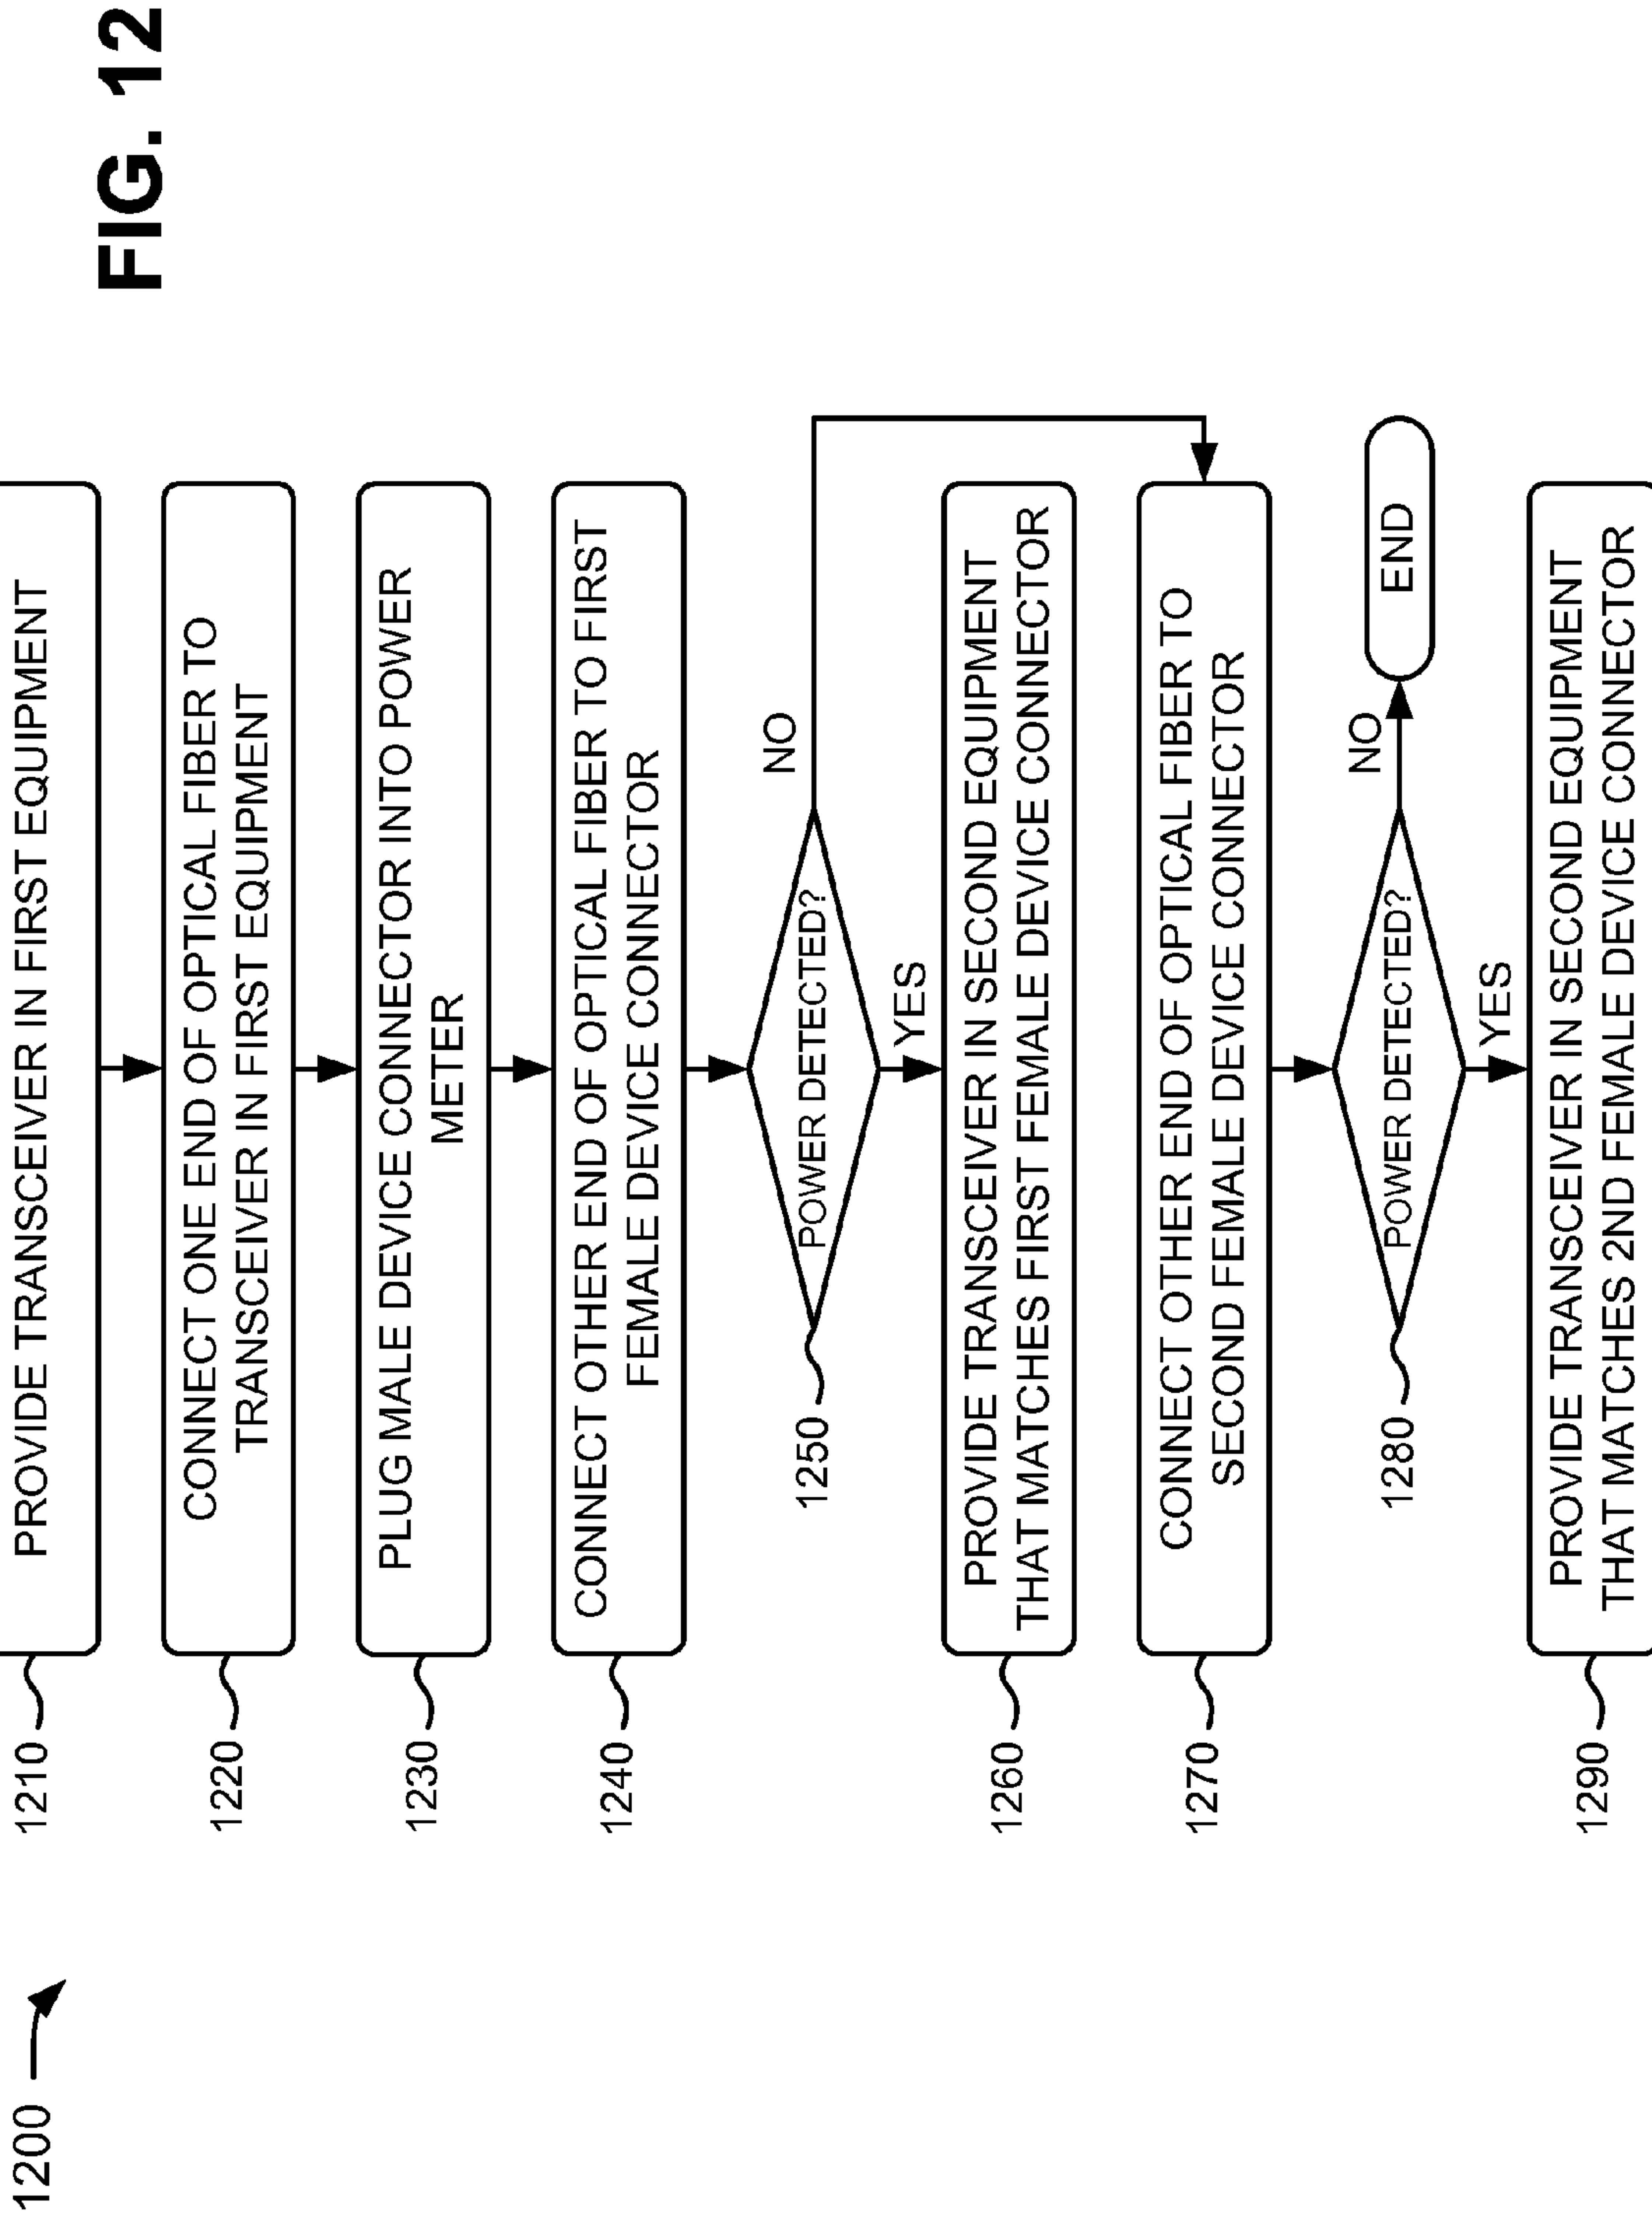 FIG. 12
1200
1210
PROVIDE TRANSCEIVER IN FIRST EQUIPMENT
1220
CONNECT ONE END OF OPTICAL FIBER TO
TRANSCEIVER IN FIRST EQUIPMENT
1230
PLUG MALE DEVICE CONNECTOR INTO POWER
METER
1240
CONNECT OTHER END OF OPTICAL FIBER TO FIRST
FEMALE DEVICE CONNECTOR
1250
POWER DETECTED?
NO
YES
1260
PROVIDE TRANSCEIVER IN SECOND EQUIPMENT
THAT MATCHES FIRST FEMALE DEVICE CONNECTOR
1270
CONNECT OTHER END OF OPTICAL FIBER TO
SECOND FEMALE DEVICE CONNECTOR
1280
POWER DETECTED?
NO
END
YES
1290
PROVIDE TRANSCEIVER IN SECOND EQUIPMENT
THAT MATCHES 2ND FEMALE DEVICE CONNECTOR